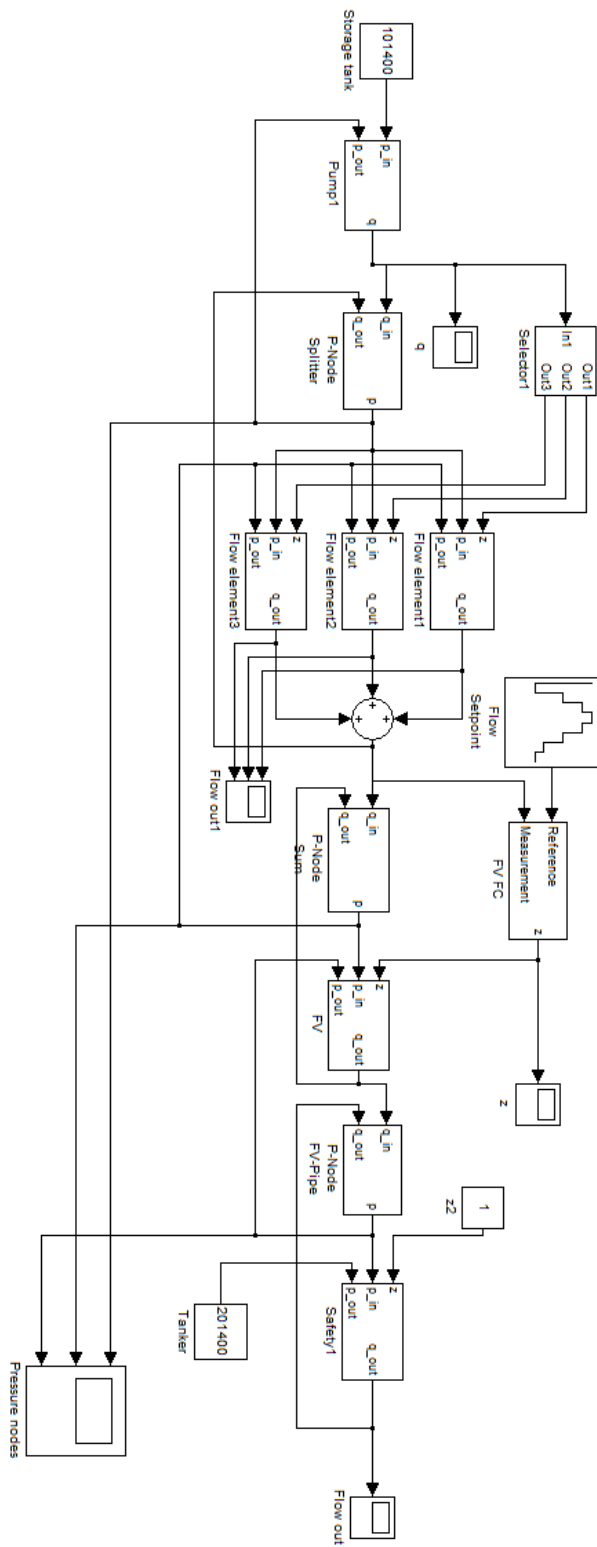 101400
Storage tank
p_in
p_out
q
Pump1
In1
Out1
Out2
Out3
Selector1
q
q_in
q_out
p
P-Node
Splitter
z
p_in
p_out
q_out
Flow element1
z
p_in
p_out
q_out
Flow element2
z
p_in
p_out
q_out
Flow element3
Flow
Setpoint
+
+
+
Flow out1
Reference
Measurement
z
FV FC
q_in
q_out
p
P-Node
Sum
z
p_in
p_out
q_out
FV
z
q_in
q_out
p
P-Node
FV-Pipe
1
z2
z
p_in
p_out
q_out
Safety1
201400
Tanker
Pressure nodes
Flow out